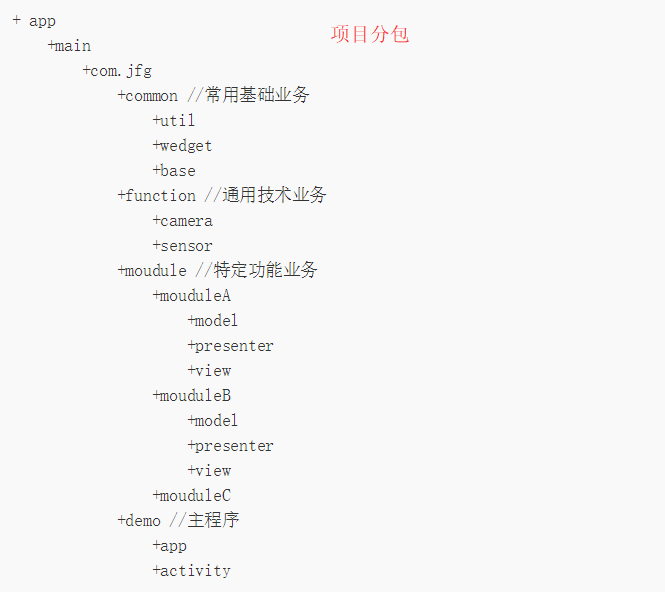 + app
项目分包
+main
+com.jfg
+common //常用基础业务
+util
+wedget
+base
+function //通用技术业务
+camera
+sensor
+moudule //特定功能业务
+mouduleA
+model
+presenter
+view
+mouduleB
+model
+presenter
+view
+mouduleC
+demo //主程序
+app
+activity